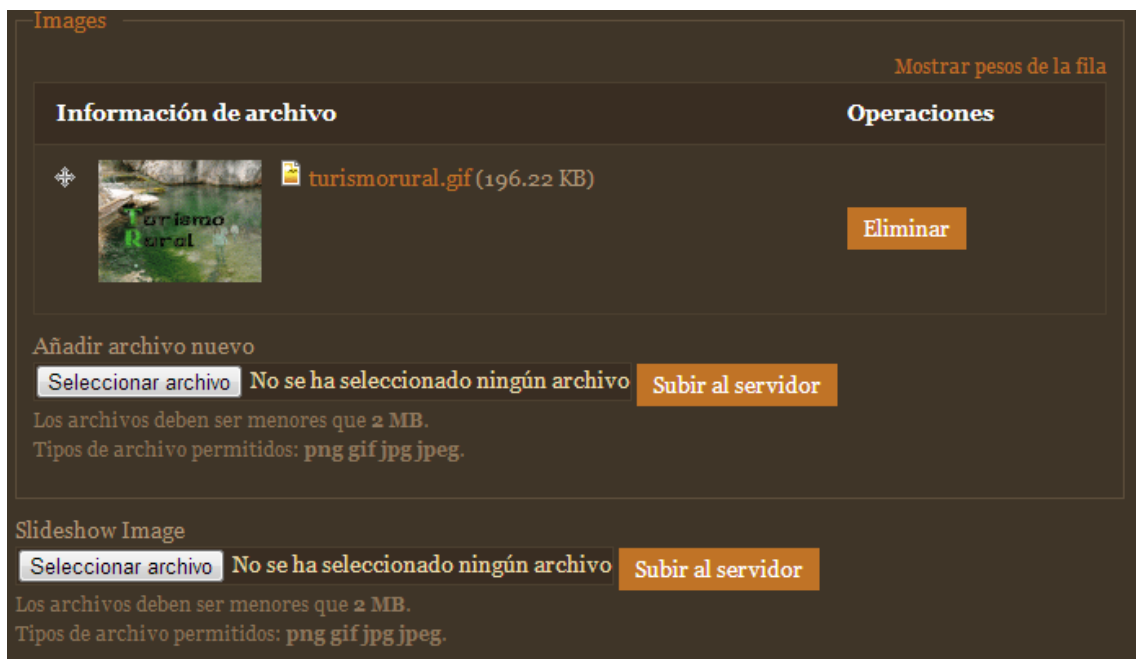 Images
Mostrar pesos de la fila
Información de archivo Operaciones
turismorural.gif (196.22 KB)
Turismo
Rural
Eliminar
Añadir archivo nuevo
Seleccionar archivo No se ha seleccionado ningún archivo Subir al servidor
Los archivos deben ser menores que 2 MB.
Tipos de archivo permitidos: png gif jpg jpeg.
Slideshow Image
Seleccionar archivo No se ha seleccionado ningún archivo Subir al servidor
Los archivos deben ser menores que 2 MB.
Tipos de archivo permitidos: png gif jpg jpeg.